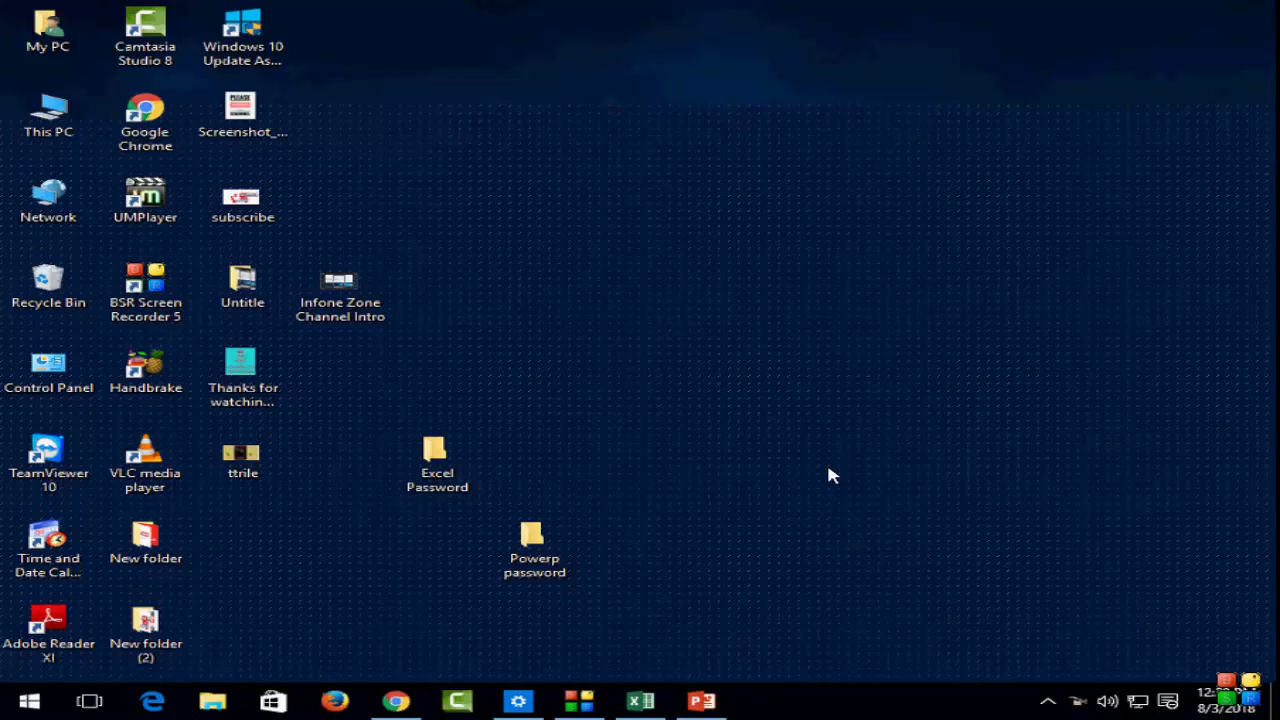 My PC
Camtasia
Studio 8
Windows 10
Update As...
This PC
Google
Chrome
Screenshot_...
Network
UMPlayer
subscribe
Recycle Bin
BSR Screen
Recorder 5
Untitle
Infone Zone
Channel Intro
Control Panel
Handbrake
Thanks for
watchin...
TeamViewer
10
VLC media
player
ttrile
Excel
Password
Time and
Date Cal...
New folder
Powerp
password
Adobe Reader
XI
New folder
(2)
8/3/2018